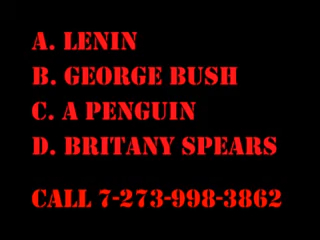 A. LENIN
B. GEORGE BUSH
C. A PENGUIN
D. BRITANY SPEARS
CALL 7-273-998-3862